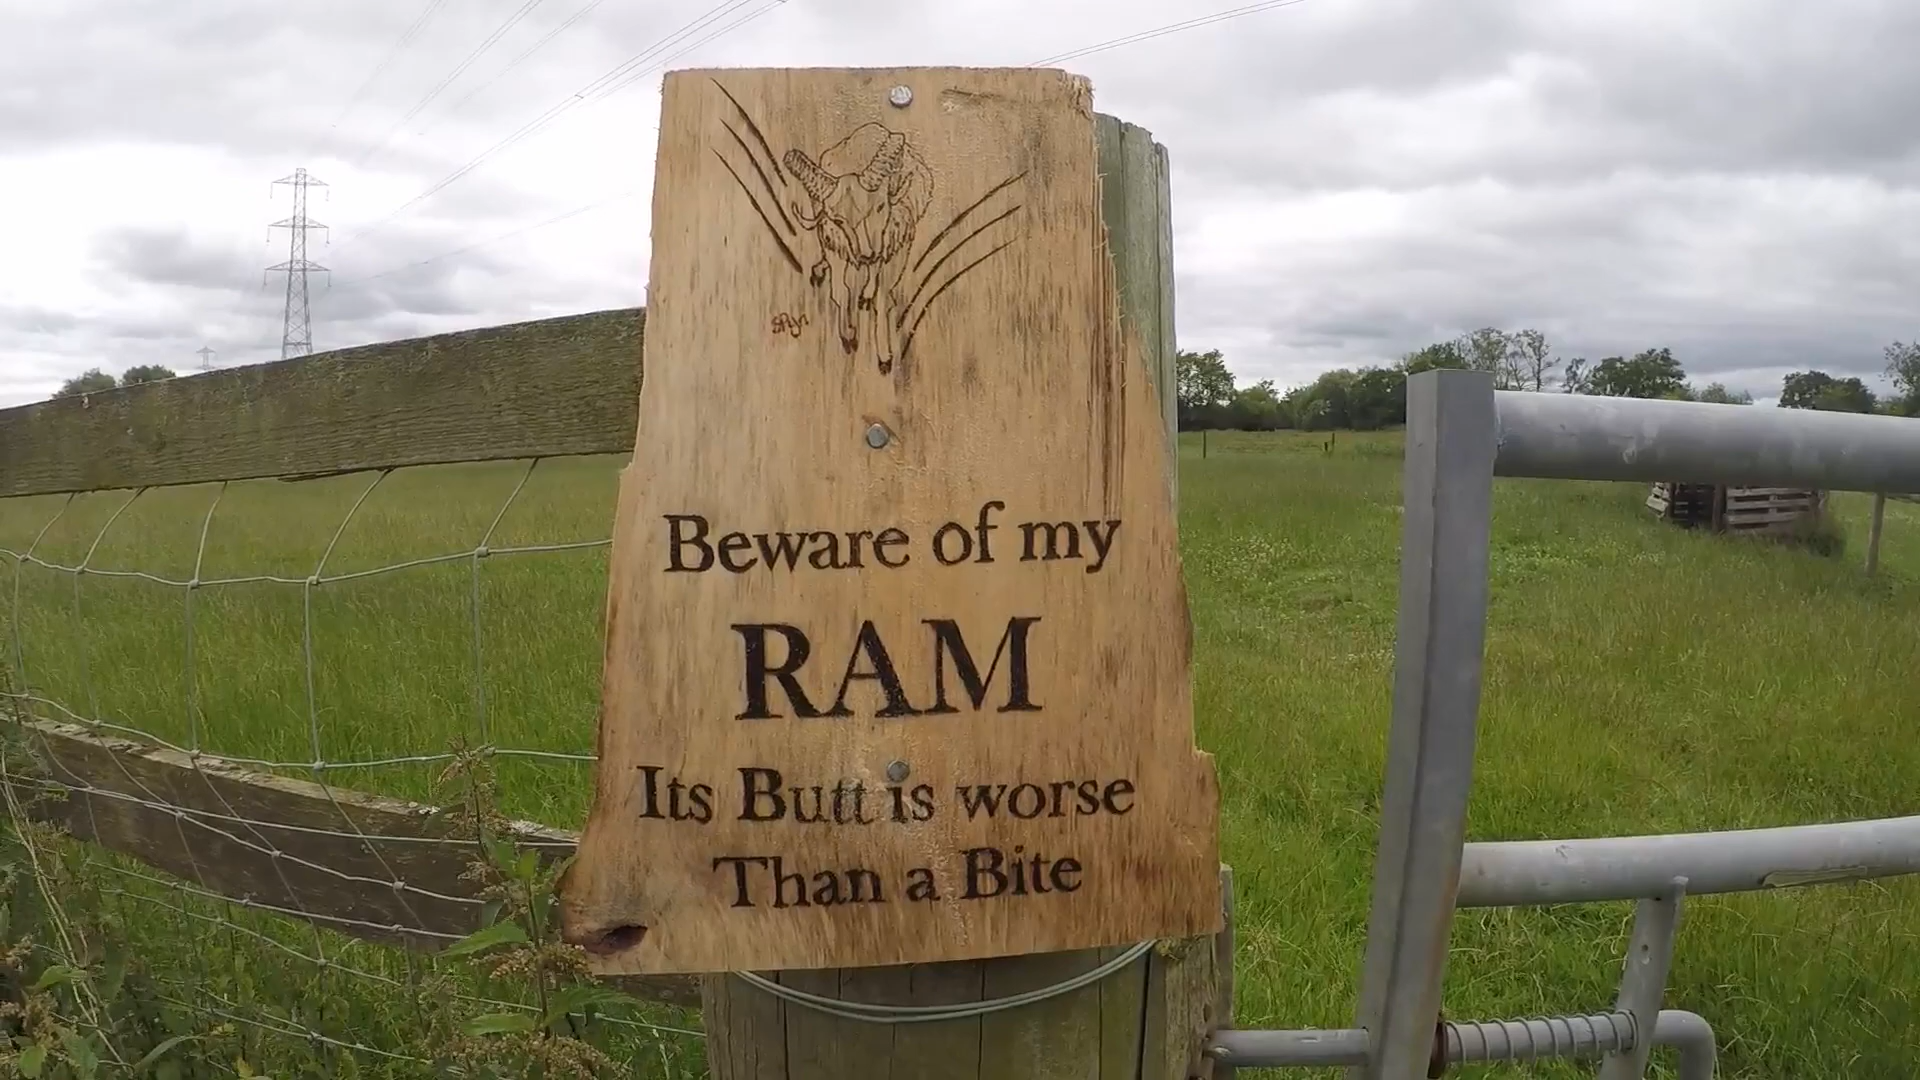 Beware of my
RAM
Its Butt is worse
Than a Bite